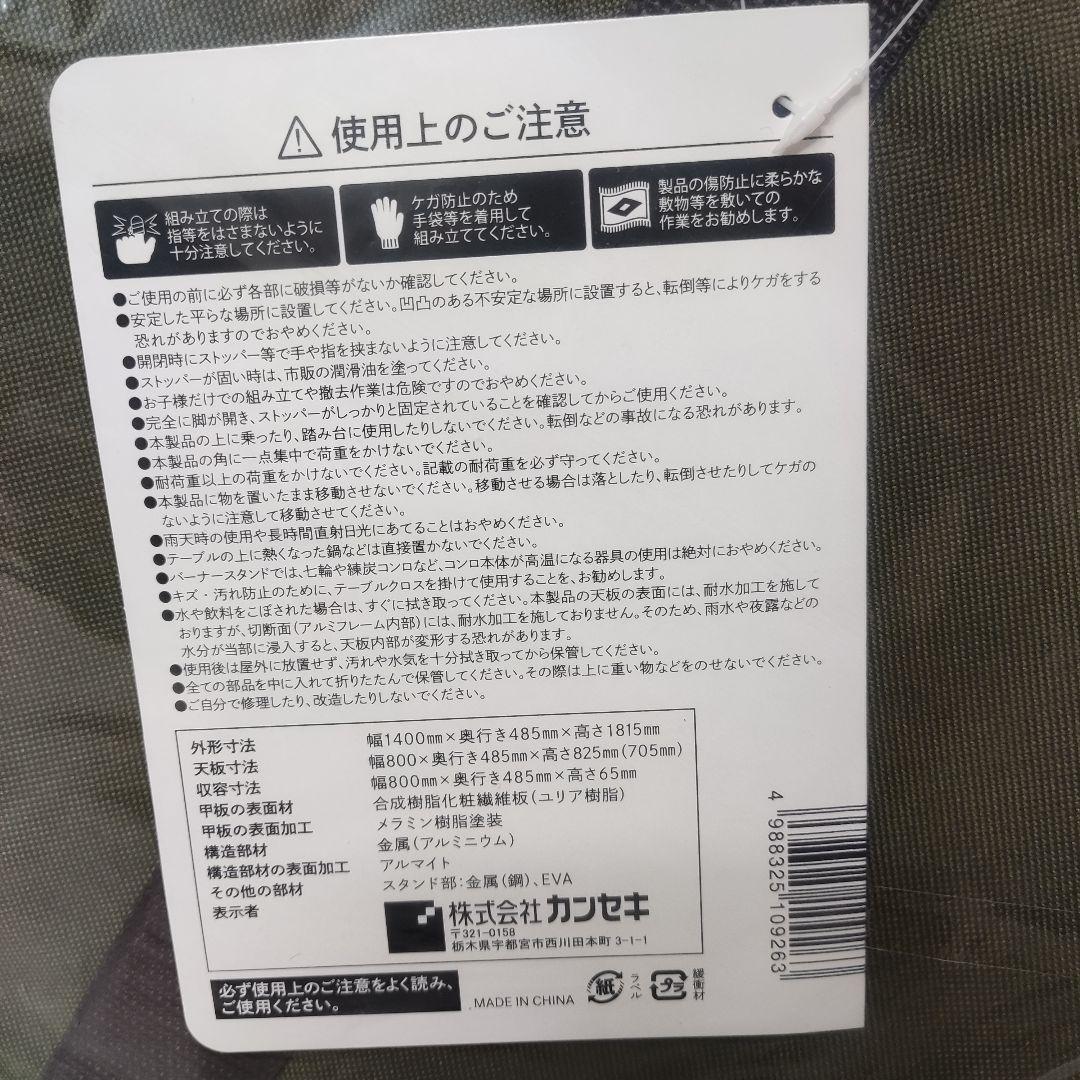 使用上のご注意
組み立ての際は
指等をはさまないように
十分注意してください。
ケガ防止のため
手袋等を着用して
組み立ててください。
製品の傷防止に柔らかな
敷物等を敷いての
作業をお勧めします。
●ご使用の前に必ず各部に破損等がないか確認してください。
●安定した平らな場所に設置してください。凹凸のある不安定な場所に設置すると、転倒等によりケガをする
恐れがありますのでおやめください。
●開閉時にストッパー等で手や指を挟まないように注意してください。
●ストッパーが固い時は、市販の潤滑油を塗ってください。
●お子様だけでの組み立てや撤去作業は危険ですのでおやめください。
●完全に脚が開き、ストッパーがしっかりと固定されていることを確認してからご使用ください。
●本製品の上に乗ったり、踏み台に使用したりしないでください。転倒などの事故になる恐れがあります。
●本製品の角に一点集中で荷重をかけないでください。
●耐荷重以上の荷重をかけないでください。記載の耐荷重を必ず守ってください。
●本製品に物を置いたまま移動させないでください。移動させる場合は落としたり、転倒させたりしてケガの
ないように注意して移動させてください。
●雨天時の使用や長時間直射日光にあてることはおやめください。
●テーブルの上に熱くなった鍋などは直接置かないでください。
●バーナースタンドでは、七輪や練炭コンロなど、コンロ本体が高温になる器具の使用は絶対におやめください。
●キズ・汚れ防止のために、テーブルクロスを掛けて使用することを、お勧めします。
●水や飲料をこぼされた場合は、すぐに拭き取ってください。本製品の天板の表面には、耐水加工を施して
おりますが、切断面(アルミフレーム内部)には、耐水加工を施しておりません。そのため、雨水や夜露などの
水分が当部に浸入すると、天板内部が変形する恐れがあります。
●使用後は屋外に放置せず、汚れや水気を十分拭き取ってから保管してください。
●全ての部品を中に入れて折りたたんで保管してください。その際は上に重い物などをのせないでください。
●ご自分で修理したり、改造したりしないでください。
外形寸法 幅1400㎜×奥行き485㎜×高さ1815㎜
天板寸法 幅800×奥行き485㎜×高さ825㎜(705㎜)
収容寸法 幅800㎜×奥行き485㎜×高さ65㎜
甲板の表面材 合成樹脂化粧繊維板(ユリア樹脂)
甲板の表面加工 メラミン樹脂塗装
構造部材 金属(アルミニウム)
構造部材の表面加工 アルマイト
その他の部材 スタンド部:金属(鋼)、EVA
表示者 株式会社 カンセキ
〒321-0158
栃木県宇都宮市西川田本町 3-1-1
必ず使用上のご注意をよく読み、
ご使用ください。
MADE IN CHINA
紙
ラベル
プラ
緩衝材
4 988325 109263